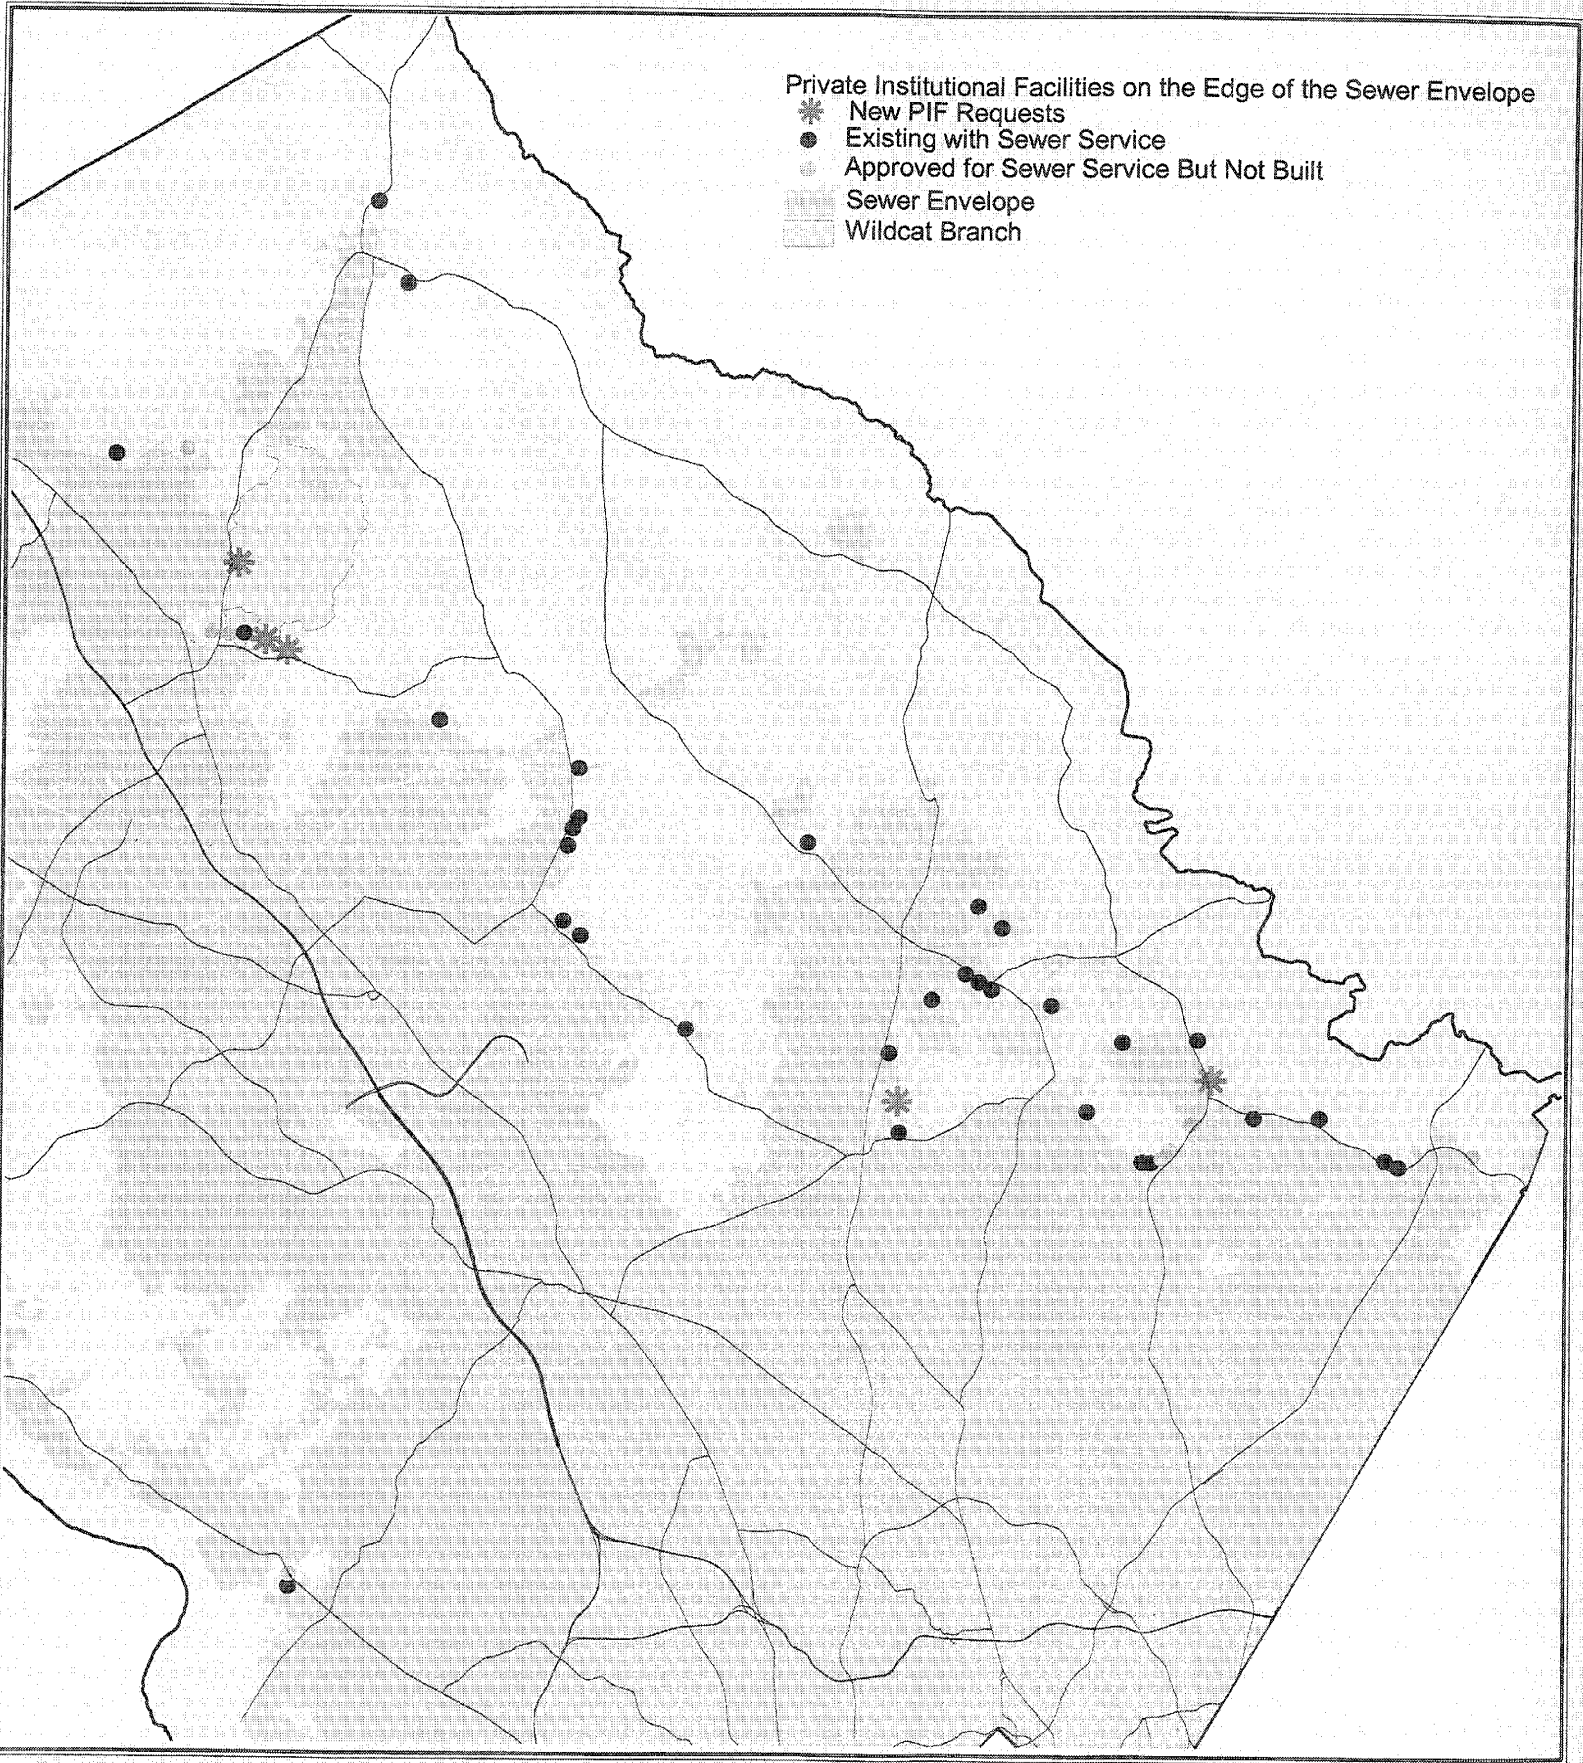 Private Institutional Facilities on the Edge of the Sewer Envelope
New PIF Requests
Existing with Sewer Service
Approved for Sewer Service But Not Built
Sewer Envelope
Wildcat Branch